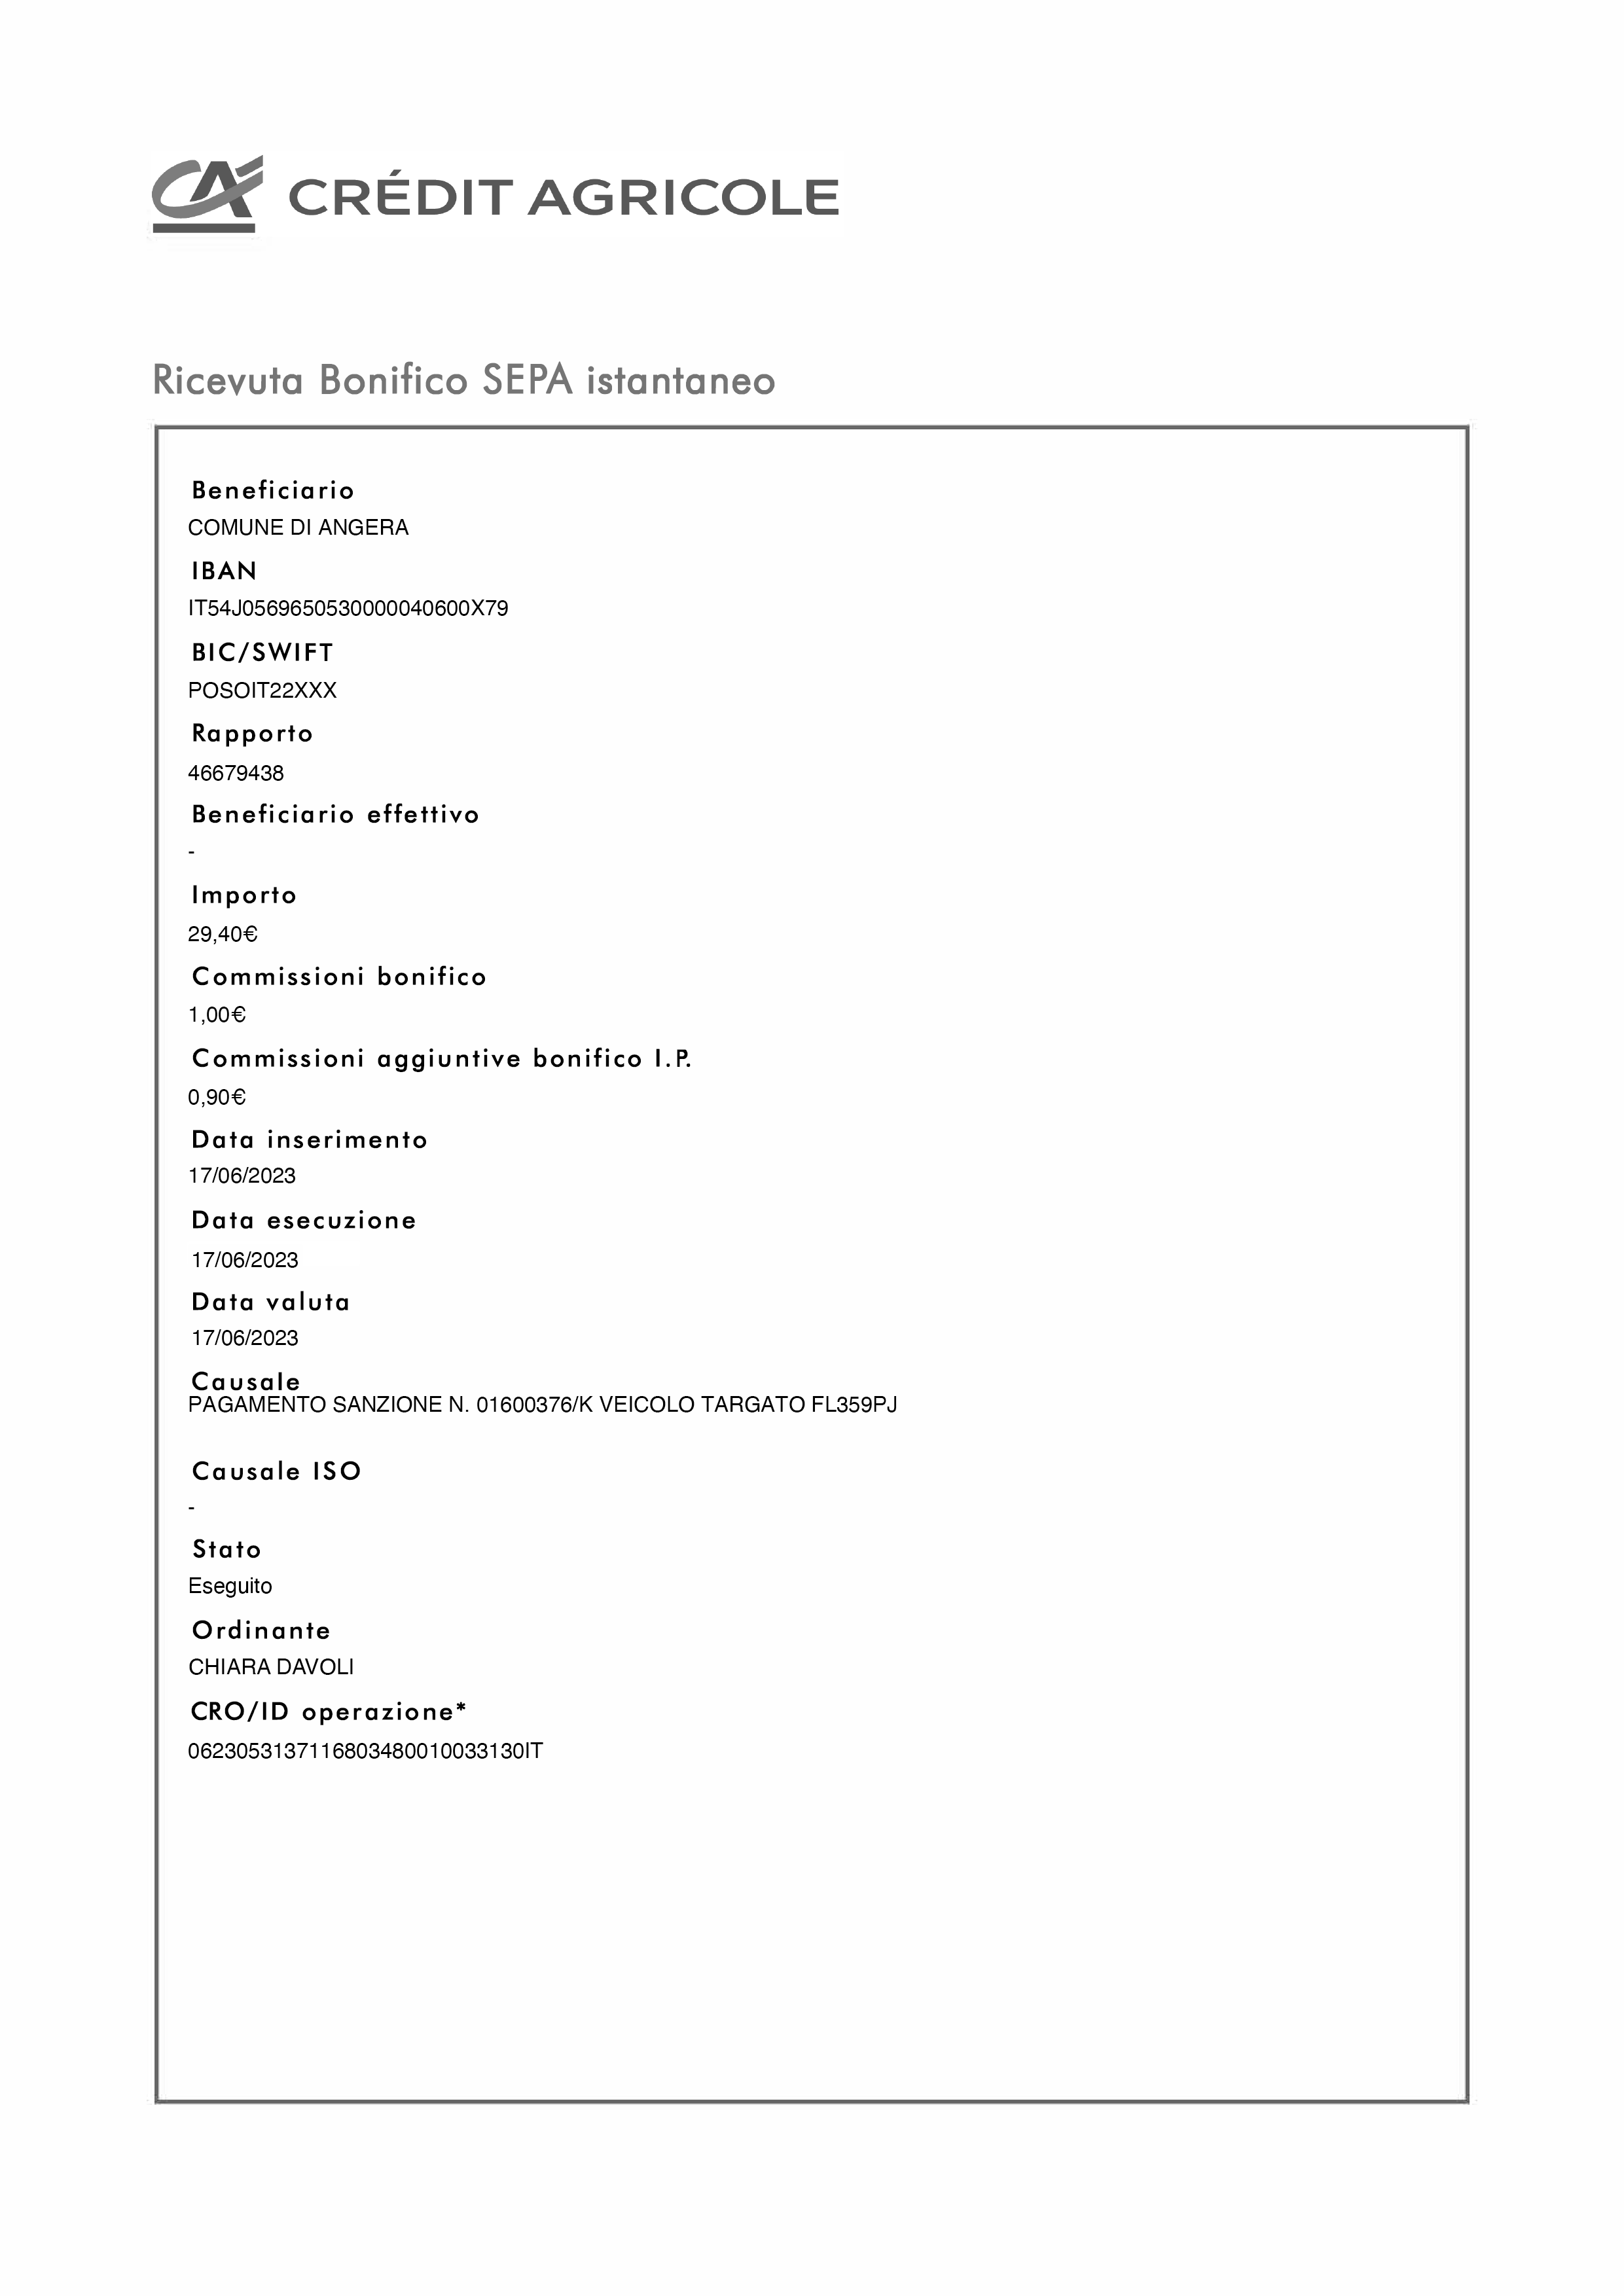 CA CRÉDIT AGRICOLE
Ricevuta Bonifico SEPA istantaneo
Beneficiario
COMUNE DI ANGERA
IBAN
IT54J0569650530000040600X79
BIC/SWIFT
POSOIT22XXX
Rapporto
46679438
Beneficiario effettivo
-
Importo
29,40€
Commissioni bonifico
1,00€
Commissioni aggiuntive bonifico I.P.
0,90€
Data inserimento
17/06/2023
Data esecuzione
17/06/2023
Data valuta
17/06/2023
Causale
PAGAMENTO SANZIONE N. 01600376/K VEICOLO TARGATO FL359PJ
Causale ISO
-
Stato
Eseguito
Ordinante
CHIARA DAVOLI
CRO/ID operazione*
0623053137116803480010033130IT